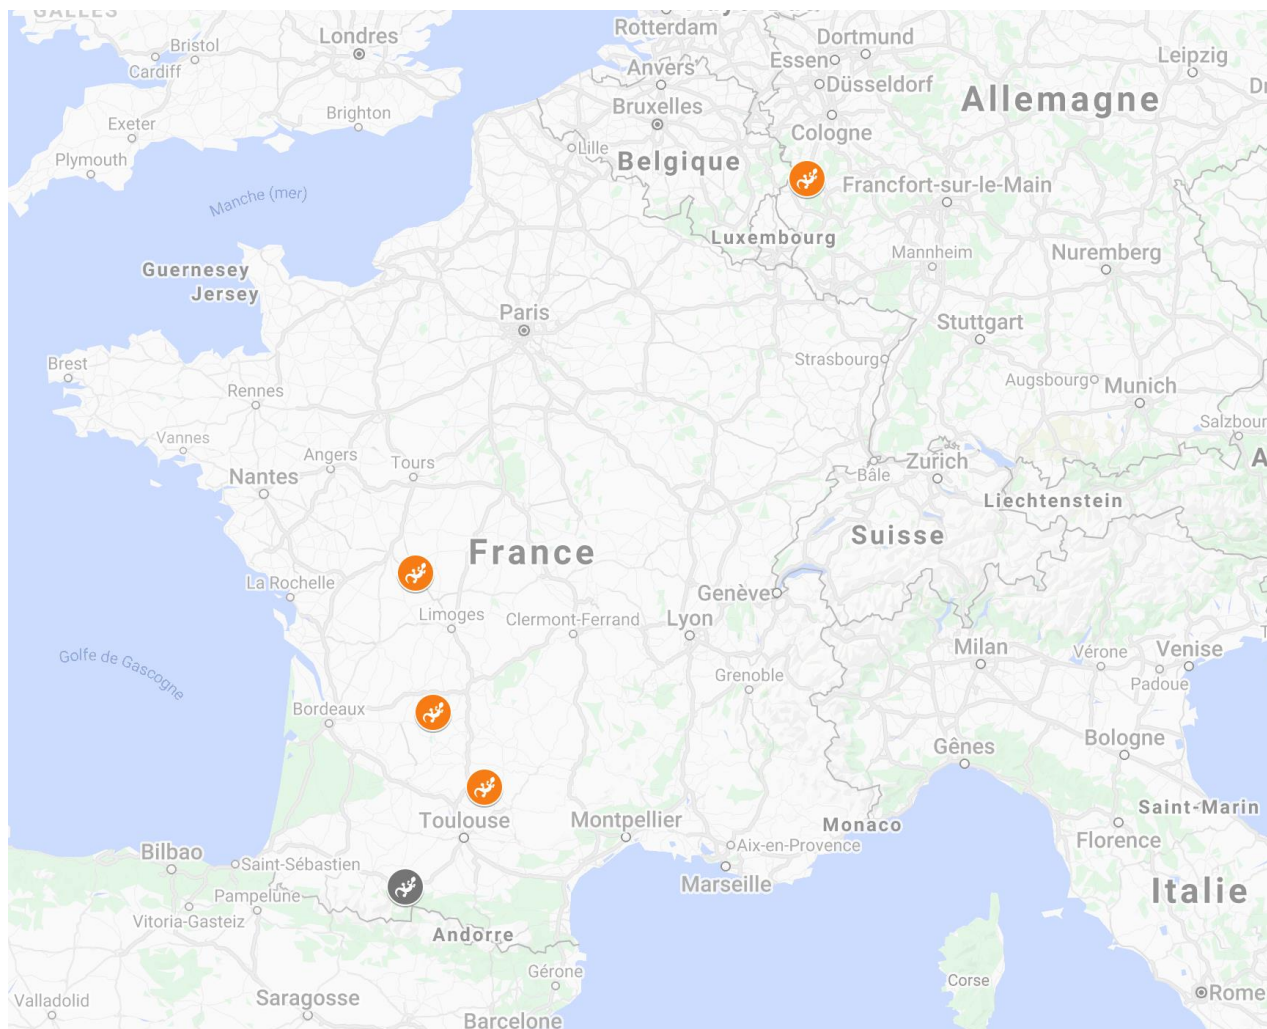 GALLES
Bristol
Londres
Rotterdam
Dortmund
Cardiff
Essen
Leipzig
Anvers
Düsseldorf
Exeter
Brighton
Bruxelles
Allemagne
Cologne
Plymouth
Lille
Belgique
Manche (mer)
Francfort-sur-le-Main
Luxembourg
Guernesey
Mannheim
Nuremberg
Jersey
Paris
Stuttgart
Brest
Strasbourg
Rennes
Augsbourg
Munich
Vannes
Angers
Tours
Zurich
Nantes
Bâle
Liechtenstein
France
Suisse
La Rochelle
Genève
Limoges
Clermont-Ferrand
Lyon
Golfe de Gascogne
Milan
Vérone
Venise
Grenoble
Padoue
Bordeaux
Gênes
Bologne
Toulouse
Montpellier
Monaco
Saint-Marin
Bilbao
Saint-Sébastien
Aix-en-Provence
Florence
Marseille
Pampelune
Italie
Vitoria-Gasteiz
Andorre
Gérone
Corse
Valladolid
Saragosse
Rome
Barcelone